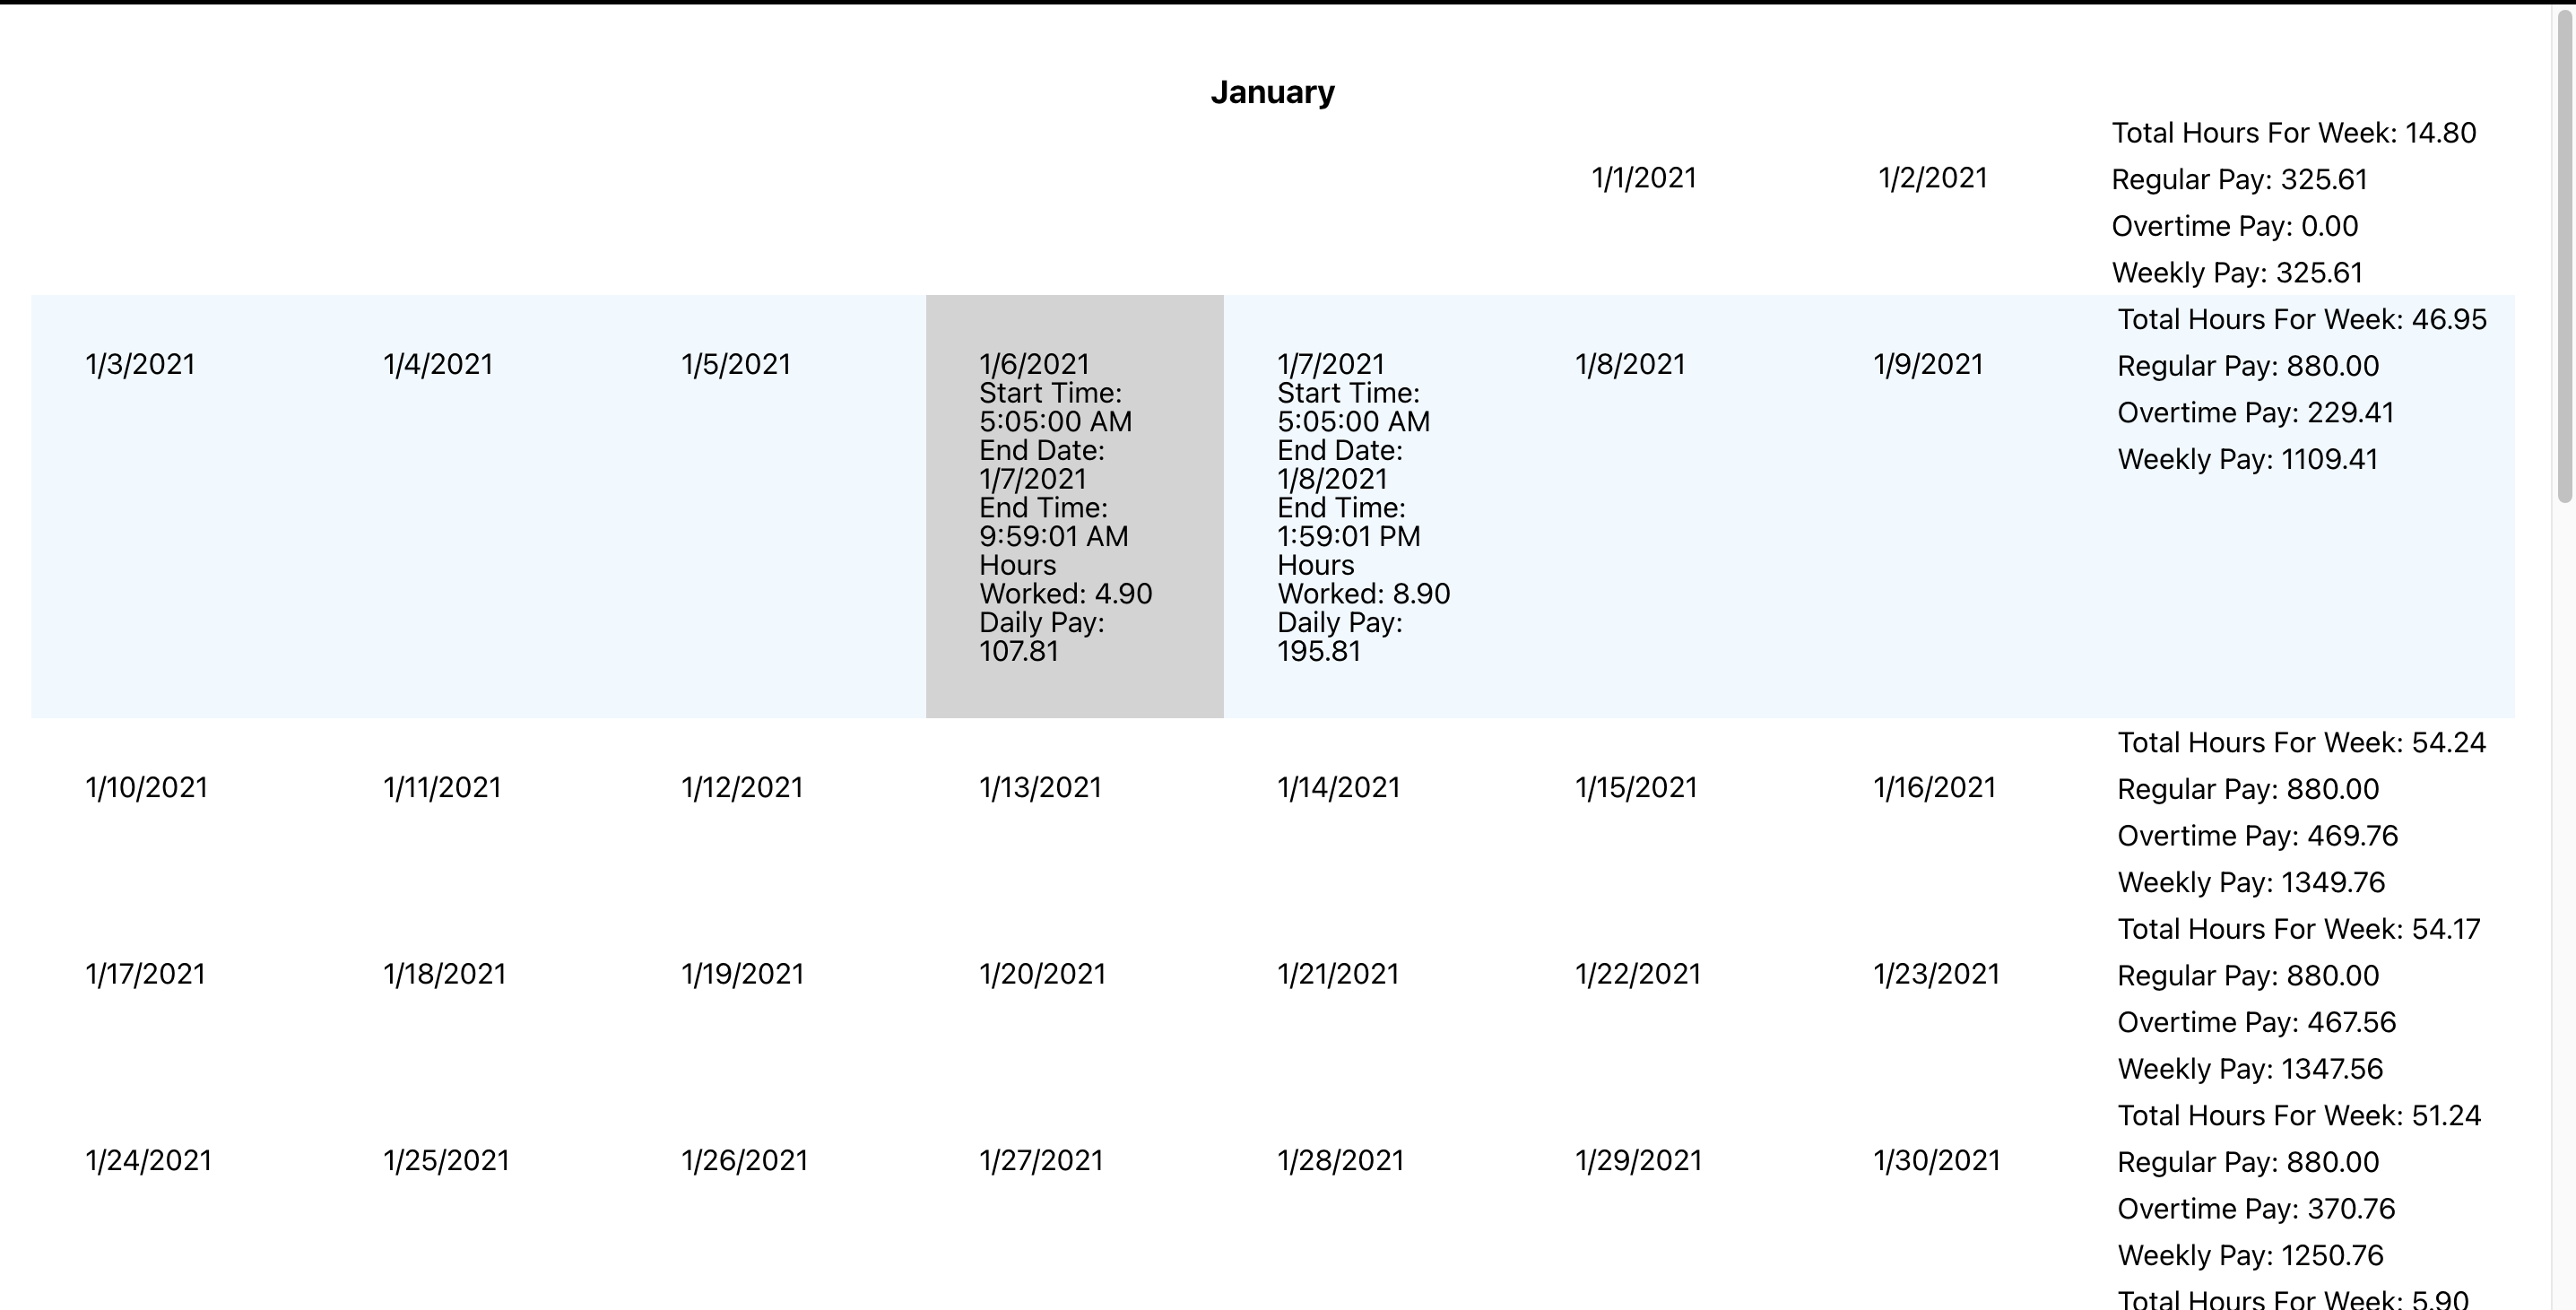 January
1/1/2021
1/2/2021
Total Hours For Week: 14.80
Regular Pay: 325.61
Overtime Pay: 0.00
Weekly Pay: 325.61
1/3/2021
1/4/2021
1/5/2021
1/6/2021
Start Time:
5:05:00 AM
End Date:
1/7/2021
End Time:
9:59:01 AM
Hours
Worked: 4.90
Daily Pay:
107.81
1/7/2021
Start Time:
5:05:00 AM
End Date:
1/8/2021
End Time:
1:59:01 PM
Hours
Worked: 8.90
Daily Pay:
195.81
1/8/2021
1/9/2021
Total Hours For Week: 46.95
Regular Pay: 880.00
Overtime Pay: 229.41
Weekly Pay: 1109.41
1/10/2021
1/11/2021
1/12/2021
1/13/2021
1/14/2021
1/15/2021
1/16/2021
Total Hours For Week: 54.24
Regular Pay: 880.00
Overtime Pay: 469.76
Weekly Pay: 1349.76
1/17/2021
1/18/2021
1/19/2021
1/20/2021
1/21/2021
1/22/2021
1/23/2021
Total Hours For Week: 54.17
Regular Pay: 880.00
Overtime Pay: 467.56
Weekly Pay: 1347.56
1/24/2021
1/25/2021
1/26/2021
1/27/2021
1/28/2021
1/29/2021
1/30/2021
Total Hours For Week: 51.24
Regular Pay: 880.00
Overtime Pay: 370.76
Weekly Pay: 1250.76
Total Hours For Week: 5.90